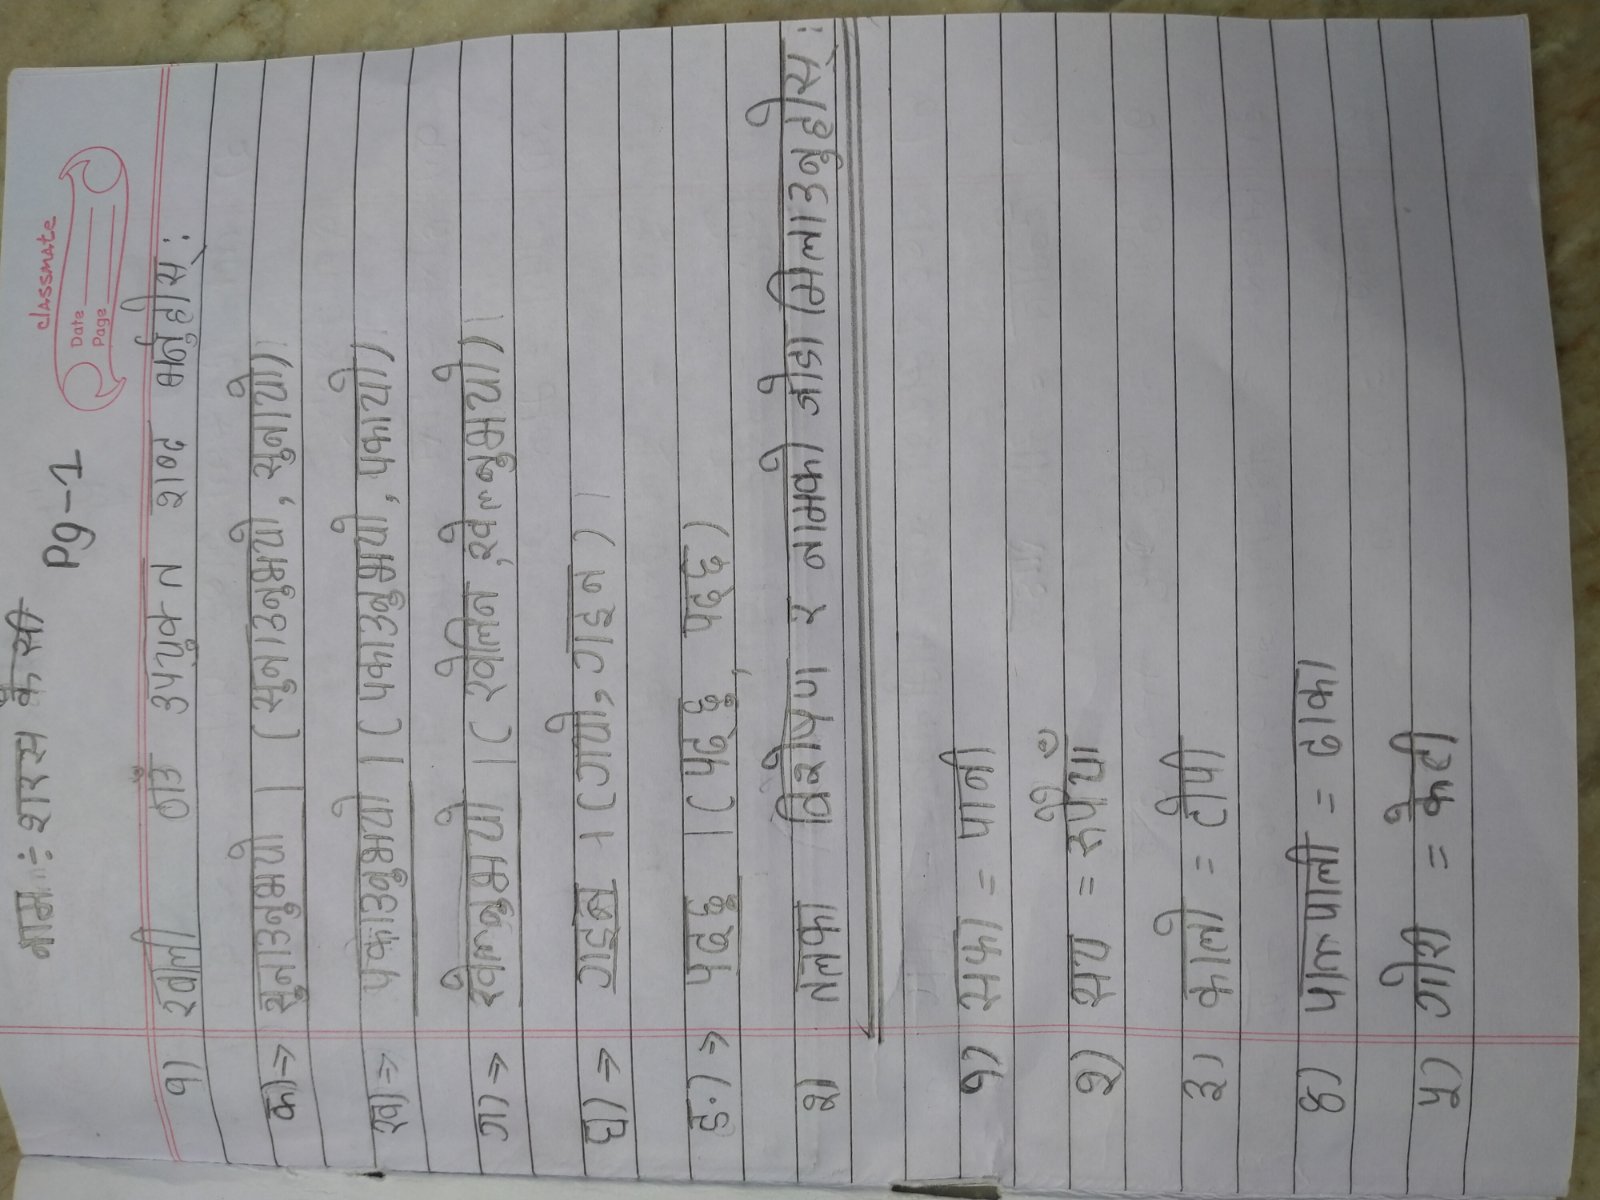 नाम : शारस के सी
Pg-1
classmate
Date
Page
१) खाली ठाउँ उपयुक्त शब्द भर्नुहोस् :
क) ⇒ सुनाउनुभयो । (सुनाउनुभयो, सुनायो)।
ख) ⇒ पकाउनुभयो । (पकाउनुभयो, पकायो)
ग) ⇒ खेल्नुभयो । (खेलिन्, खेल्नुभयो)।
घ) ⇒ गाइन् । (गायो, गाइन)।
ङ) ⇒ पढ्छु । (पढ्छु, पढ्छ)
२) तलका विशेषण र नामको जोडा मिलाउनुहोस् :
१) सफा = पानी
२) सय = रुपैयाँ
३) कालो = टोपी
४) पाल्पाली = ढाका
५) गोरा = केटी